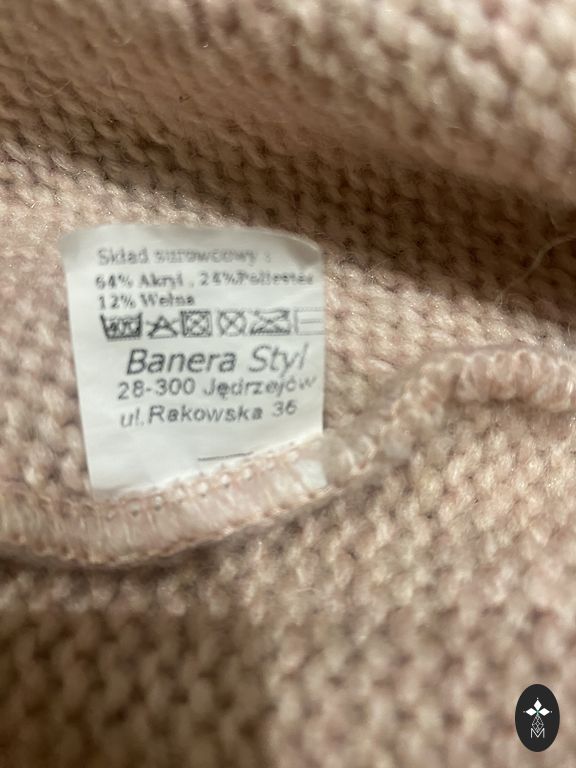 Skład surowcowy :
64% Akryl , 24%Poliester
12% Wełna
Banera Styl
28-300 Jędrzejów
ul.Rakowska 36
M